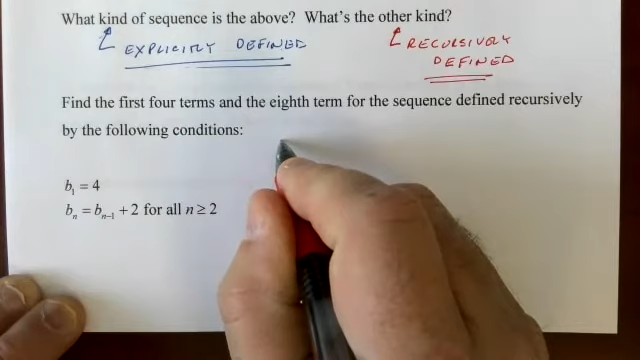 What kind of sequence is the above? What's the other kind?
EXPLICITLY DEFINED
RECURSIVELY
DEFINED
Find the first four terms and the eighth term for the sequence defined recursively
by the following conditions:
b₁ = 4
bₙ = bₙ₋₁ + 2 for all n ≥ 2